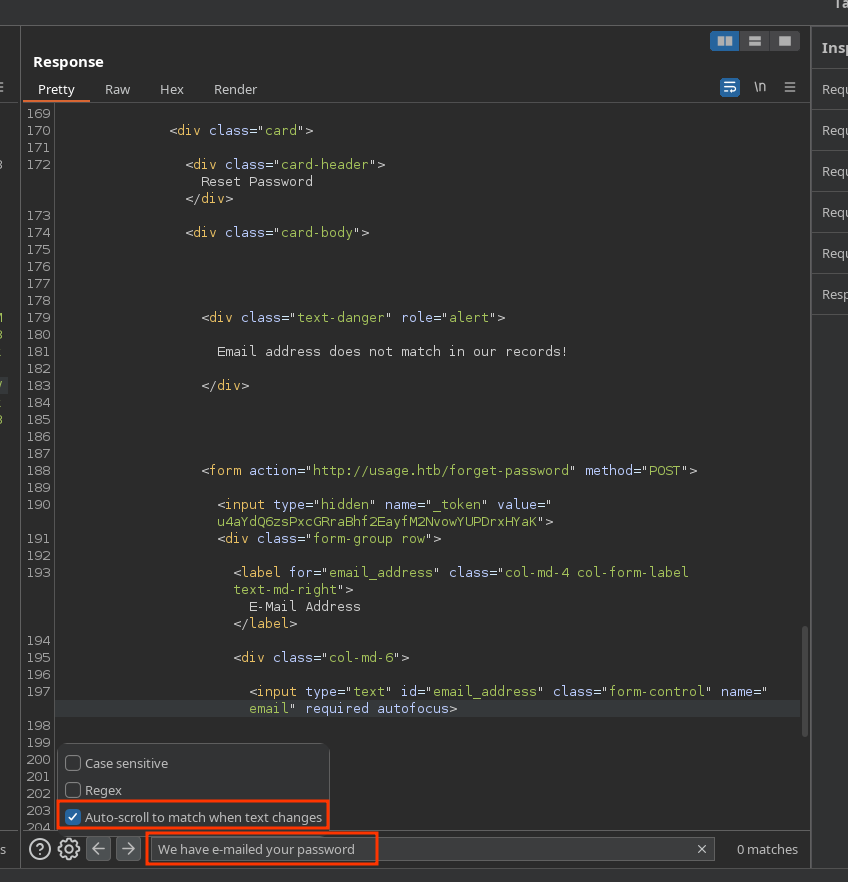 Ta
Response
Insp
Pretty Raw Hex Render \n
Requ
Requ
Requ
Requ
Requ
Resp
169
170 <div class="card">
171
172 <div class="card-header">
Reset Password
</div>
173
174 <div class="card-body">
175
176
177
178
179 <div class="text-danger" role="alert">
180
181 Email address does not match in our records!
182
183 </div>
184
185
186
187
188 <form action="http://usage.htb/forget-password" method="POST">
189
190 <input type="hidden" name="_token" value="
u4aYdQ6zsPxcGRraBhf2EayfM2NvowYUPDrxHYaK">
191 <div class="form-group row">
192
193 <label for="email_address" class="col-md-4 col-form-label
text-md-right">
E-Mail Address
</label>
194
195 <div class="col-md-6">
196
197 <input type="text" id="email_address" class="form-control" name="
email" required autofocus>
198
199
200
201
202
203
204
Case sensitive
Regex
Auto-scroll to match when text changes
We have e-mailed your password
0 matches